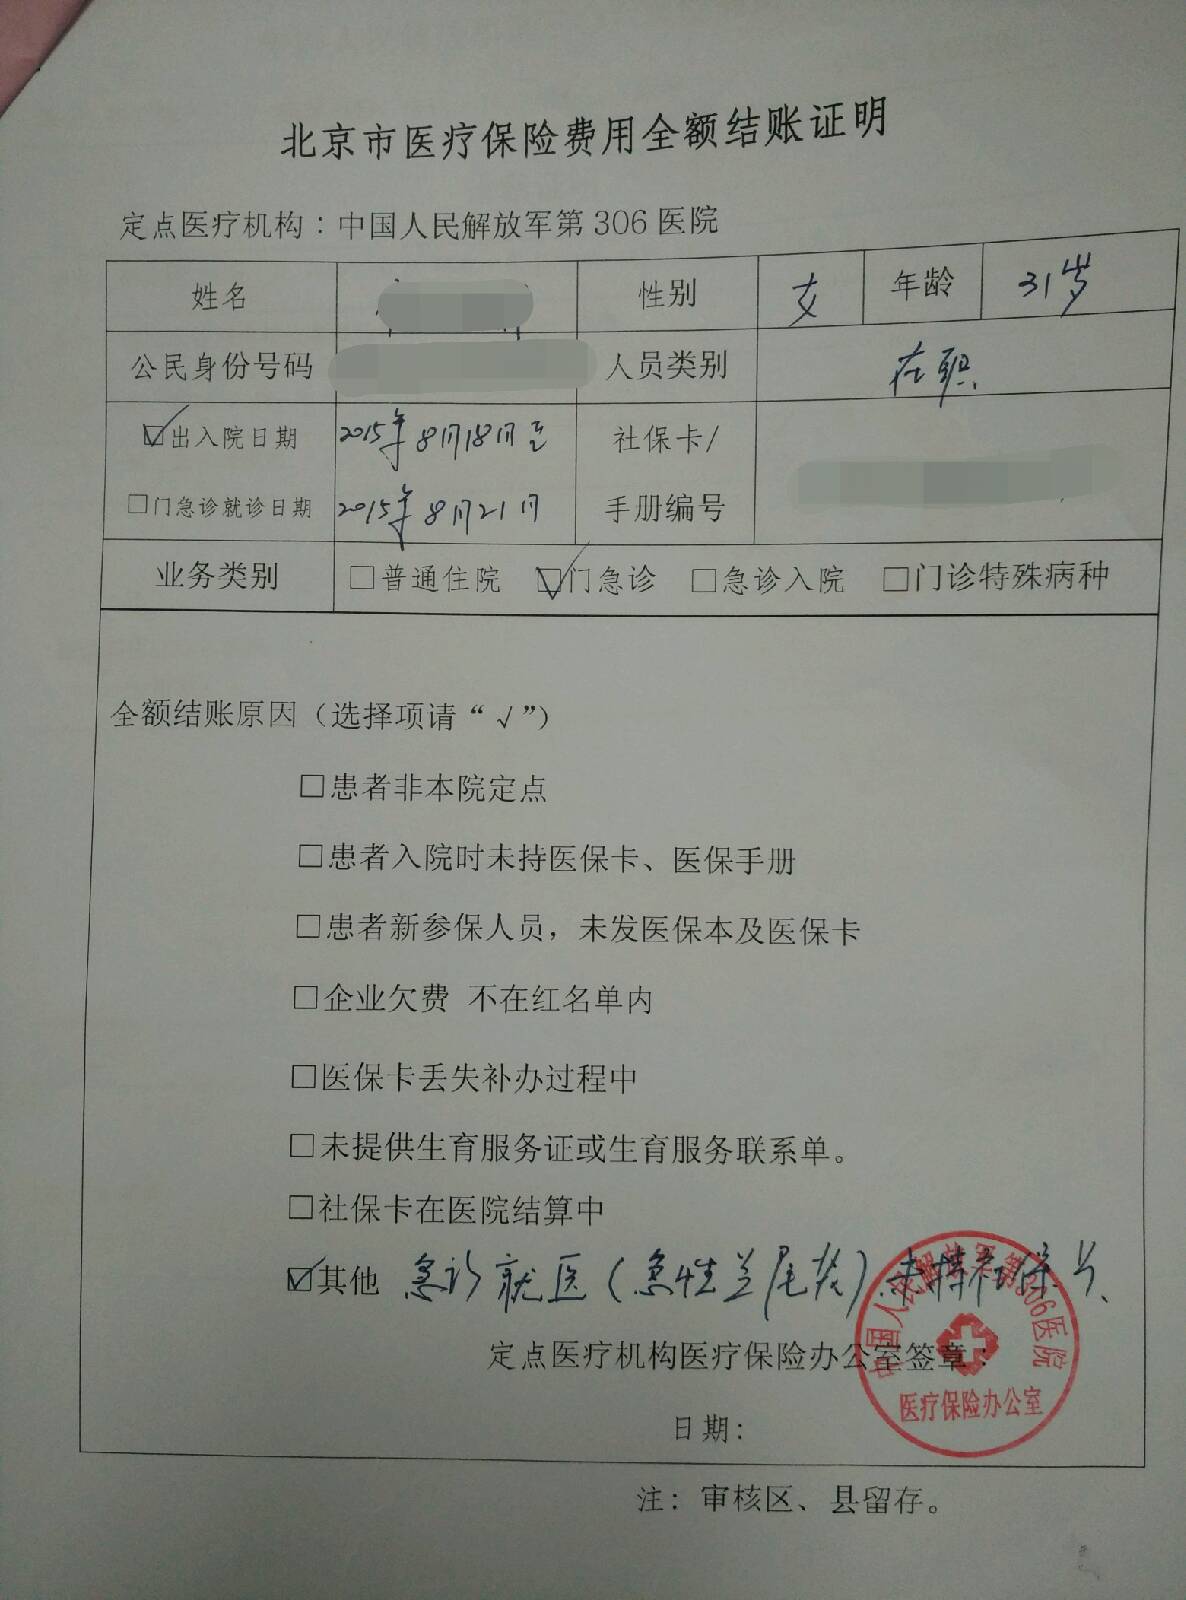 北京市医疗保险费用全额结账证明
定点医疗机构：中国人民解放军第306医院
姓名 性别 女 年龄 31岁
公民身份号码 人员类别 在职
☑出入院日期 2015年8月18日至 社保卡/
□门急诊就诊日期 2015年8月21日 手册编号
业务类别 □普通住院 ☑门急诊 □急诊入院 □门诊特殊病种
全额结账原因（选择项请“√”）
□患者非本院定点
□患者入院时未持医保卡、医保手册
□患者新参保人员，未发医保本及医保卡
□企业欠费 不在红名单内
□医保卡丢失补办过程中
□未提供生育服务证或生育服务联系单。
□社保卡在医院结算中
☑其他 急诊就医（急性兰尾炎）.未持社保卡、
定点医疗机构医疗保险办公室签章：
中国人民解放军第306医院
医疗保险办公室
日期：
注：审核区、县留存。